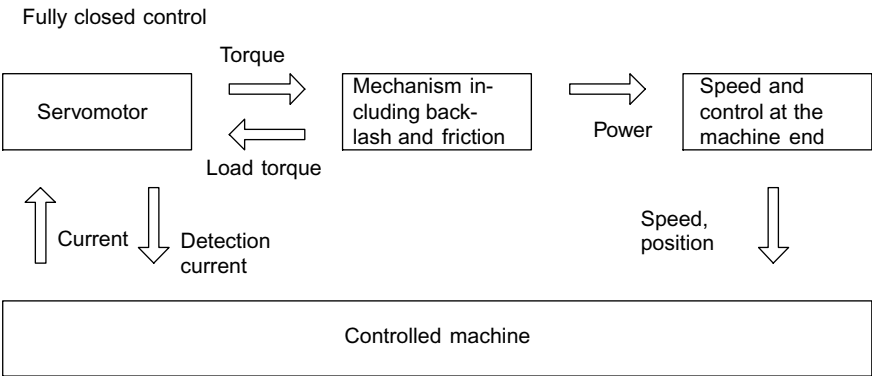 Fully closed control
Torque
Servomotor
Mechanism in-
cluding back-
lash and friction
Speed and
control at the
machine end
Power
Load torque
Current
Detection
current
Speed,
position
Controlled machine